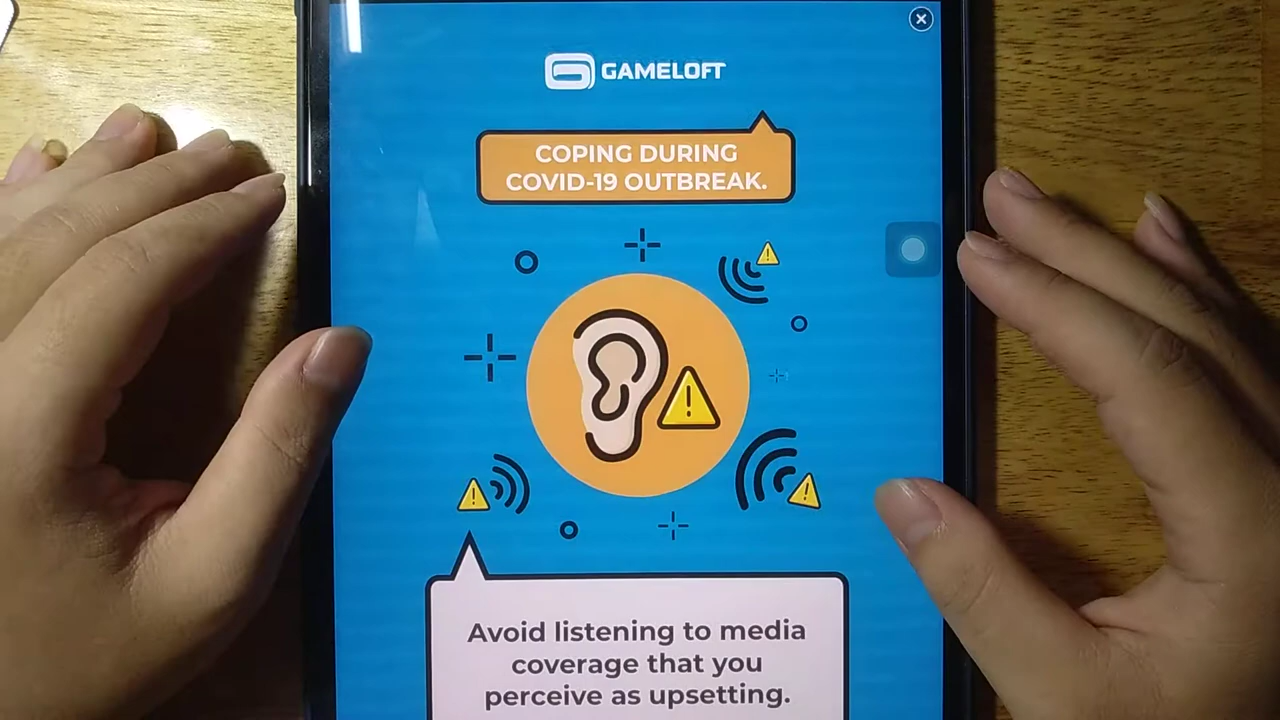 GAMELOFT
COPING DURING
COVID-19 OUTBREAK.
Avoid listening to media
coverage that you
perceive as upsetting.